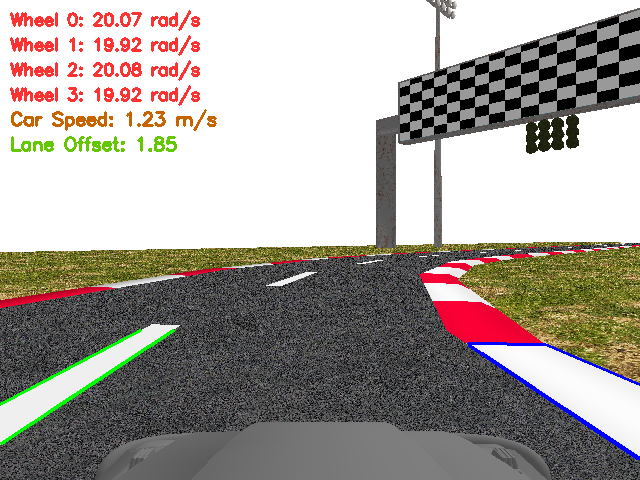 Wheel 0: 20.07 rad/s
Wheel 1: 19.92 rad/s
Wheel 2: 20.08 rad/s
Wheel 3: 19.92 rad/s
Car Speed: 1.23 m/s
Lane Offset: 1.85